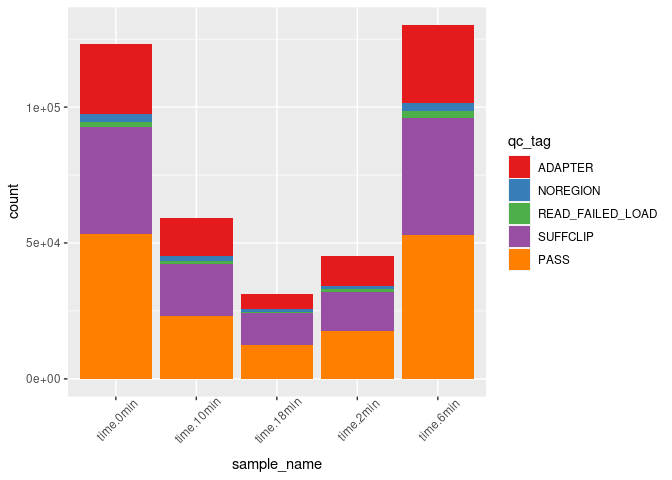 count
1e+05
5e+04
0e+00
time.0min
time.10min
time.18min
time.2min
time.6min
sample_name
qc_tag
ADAPTER
NOREGION
READ_FAILED_LOAD
SUFFCLIP
PASS